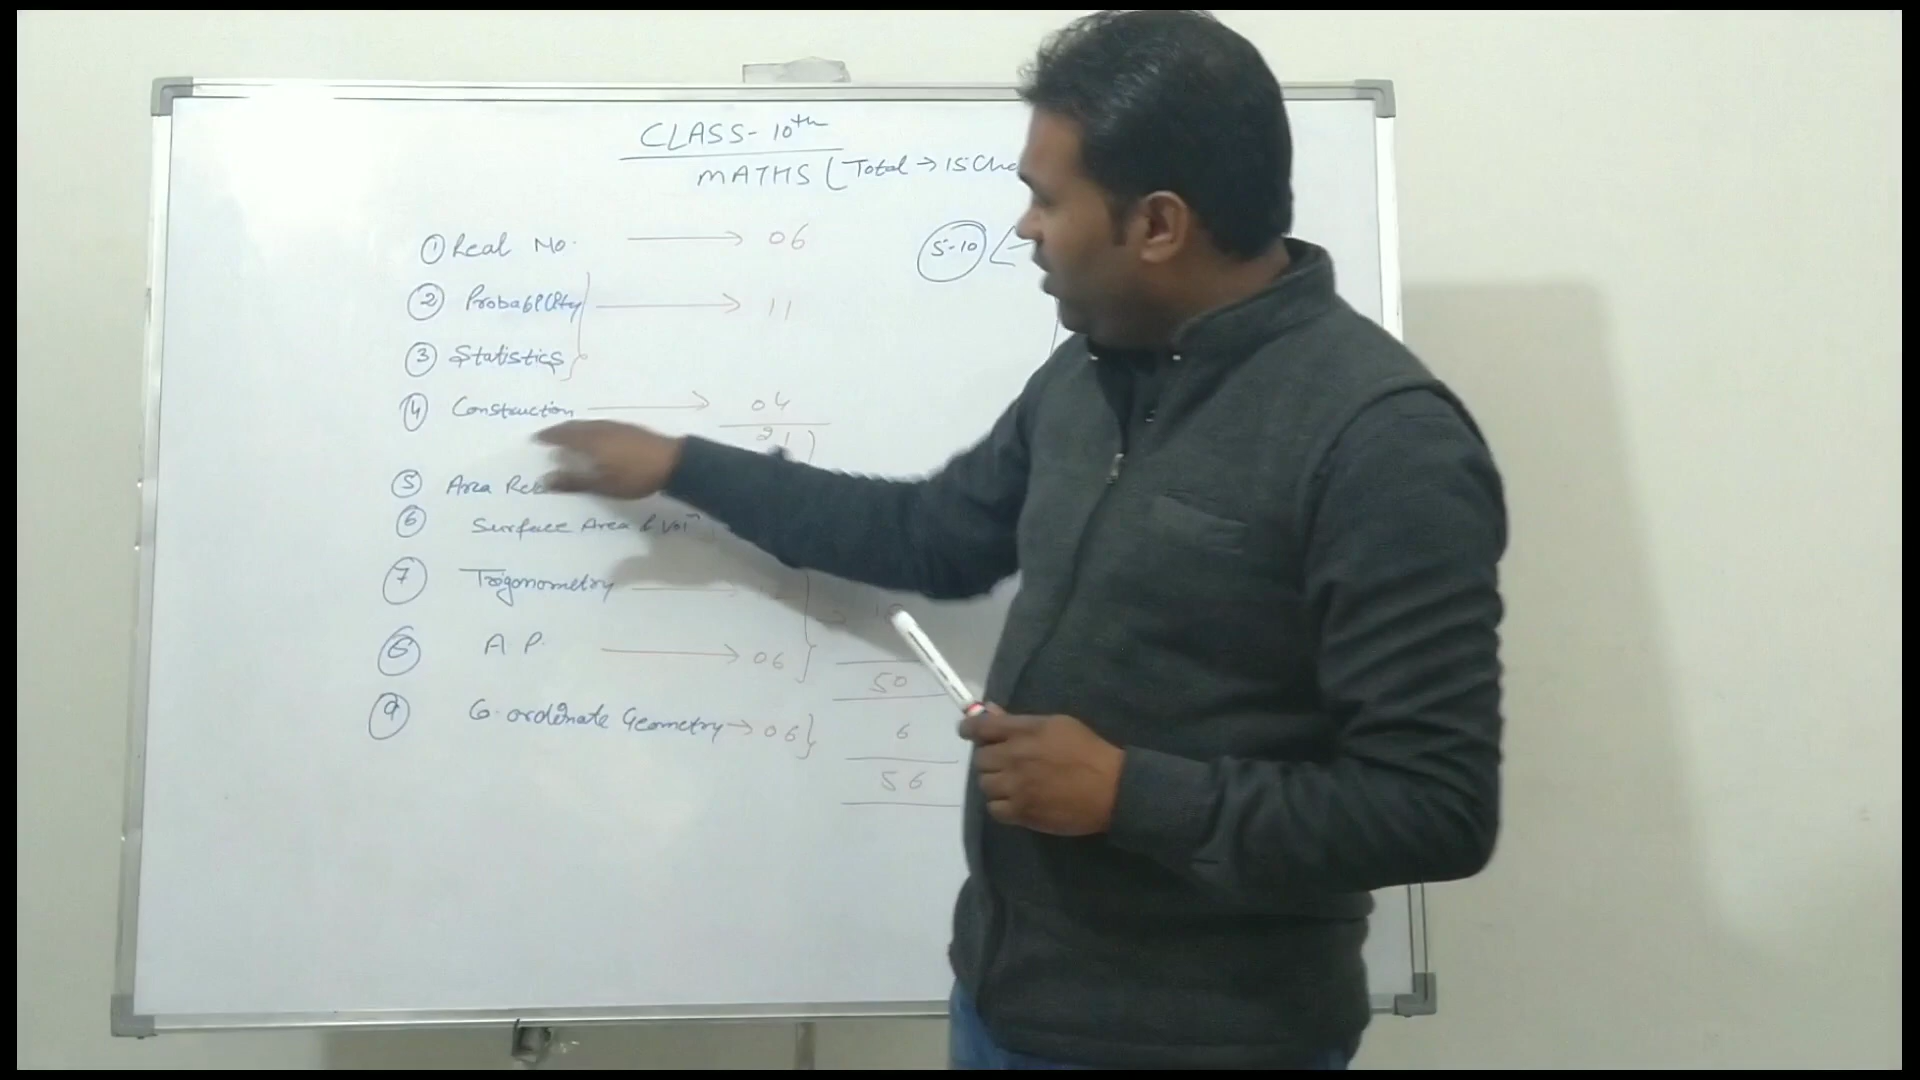 CLASS-10th
MATHS (Total → 15 Cha
① Real No. → 06
5-10
② Probability → 11
③ Statistics
④ Construction → 04
21
⑤ Area
⑥ Surface Area & Vol
⑦ Trigonometry
⑧ A P. → 06
50
⑨ Co-ordinate Geometry → 06
6
56